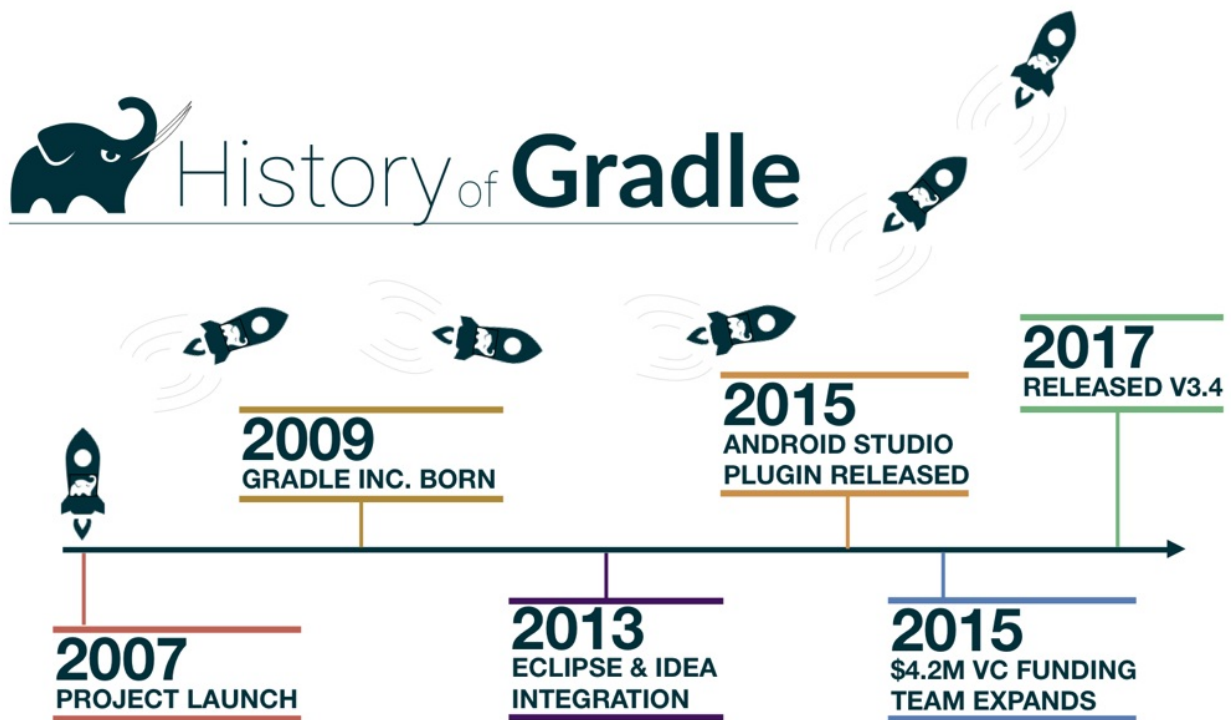 History of Gradle
2007
PROJECT LAUNCH
2009
GRADLE INC. BORN
2013
ECLIPSE & IDEA
INTEGRATION
2015
ANDROID STUDIO
PLUGIN RELEASED
2015
$4.2M VC FUNDING
TEAM EXPANDS
2017
RELEASED V3.4